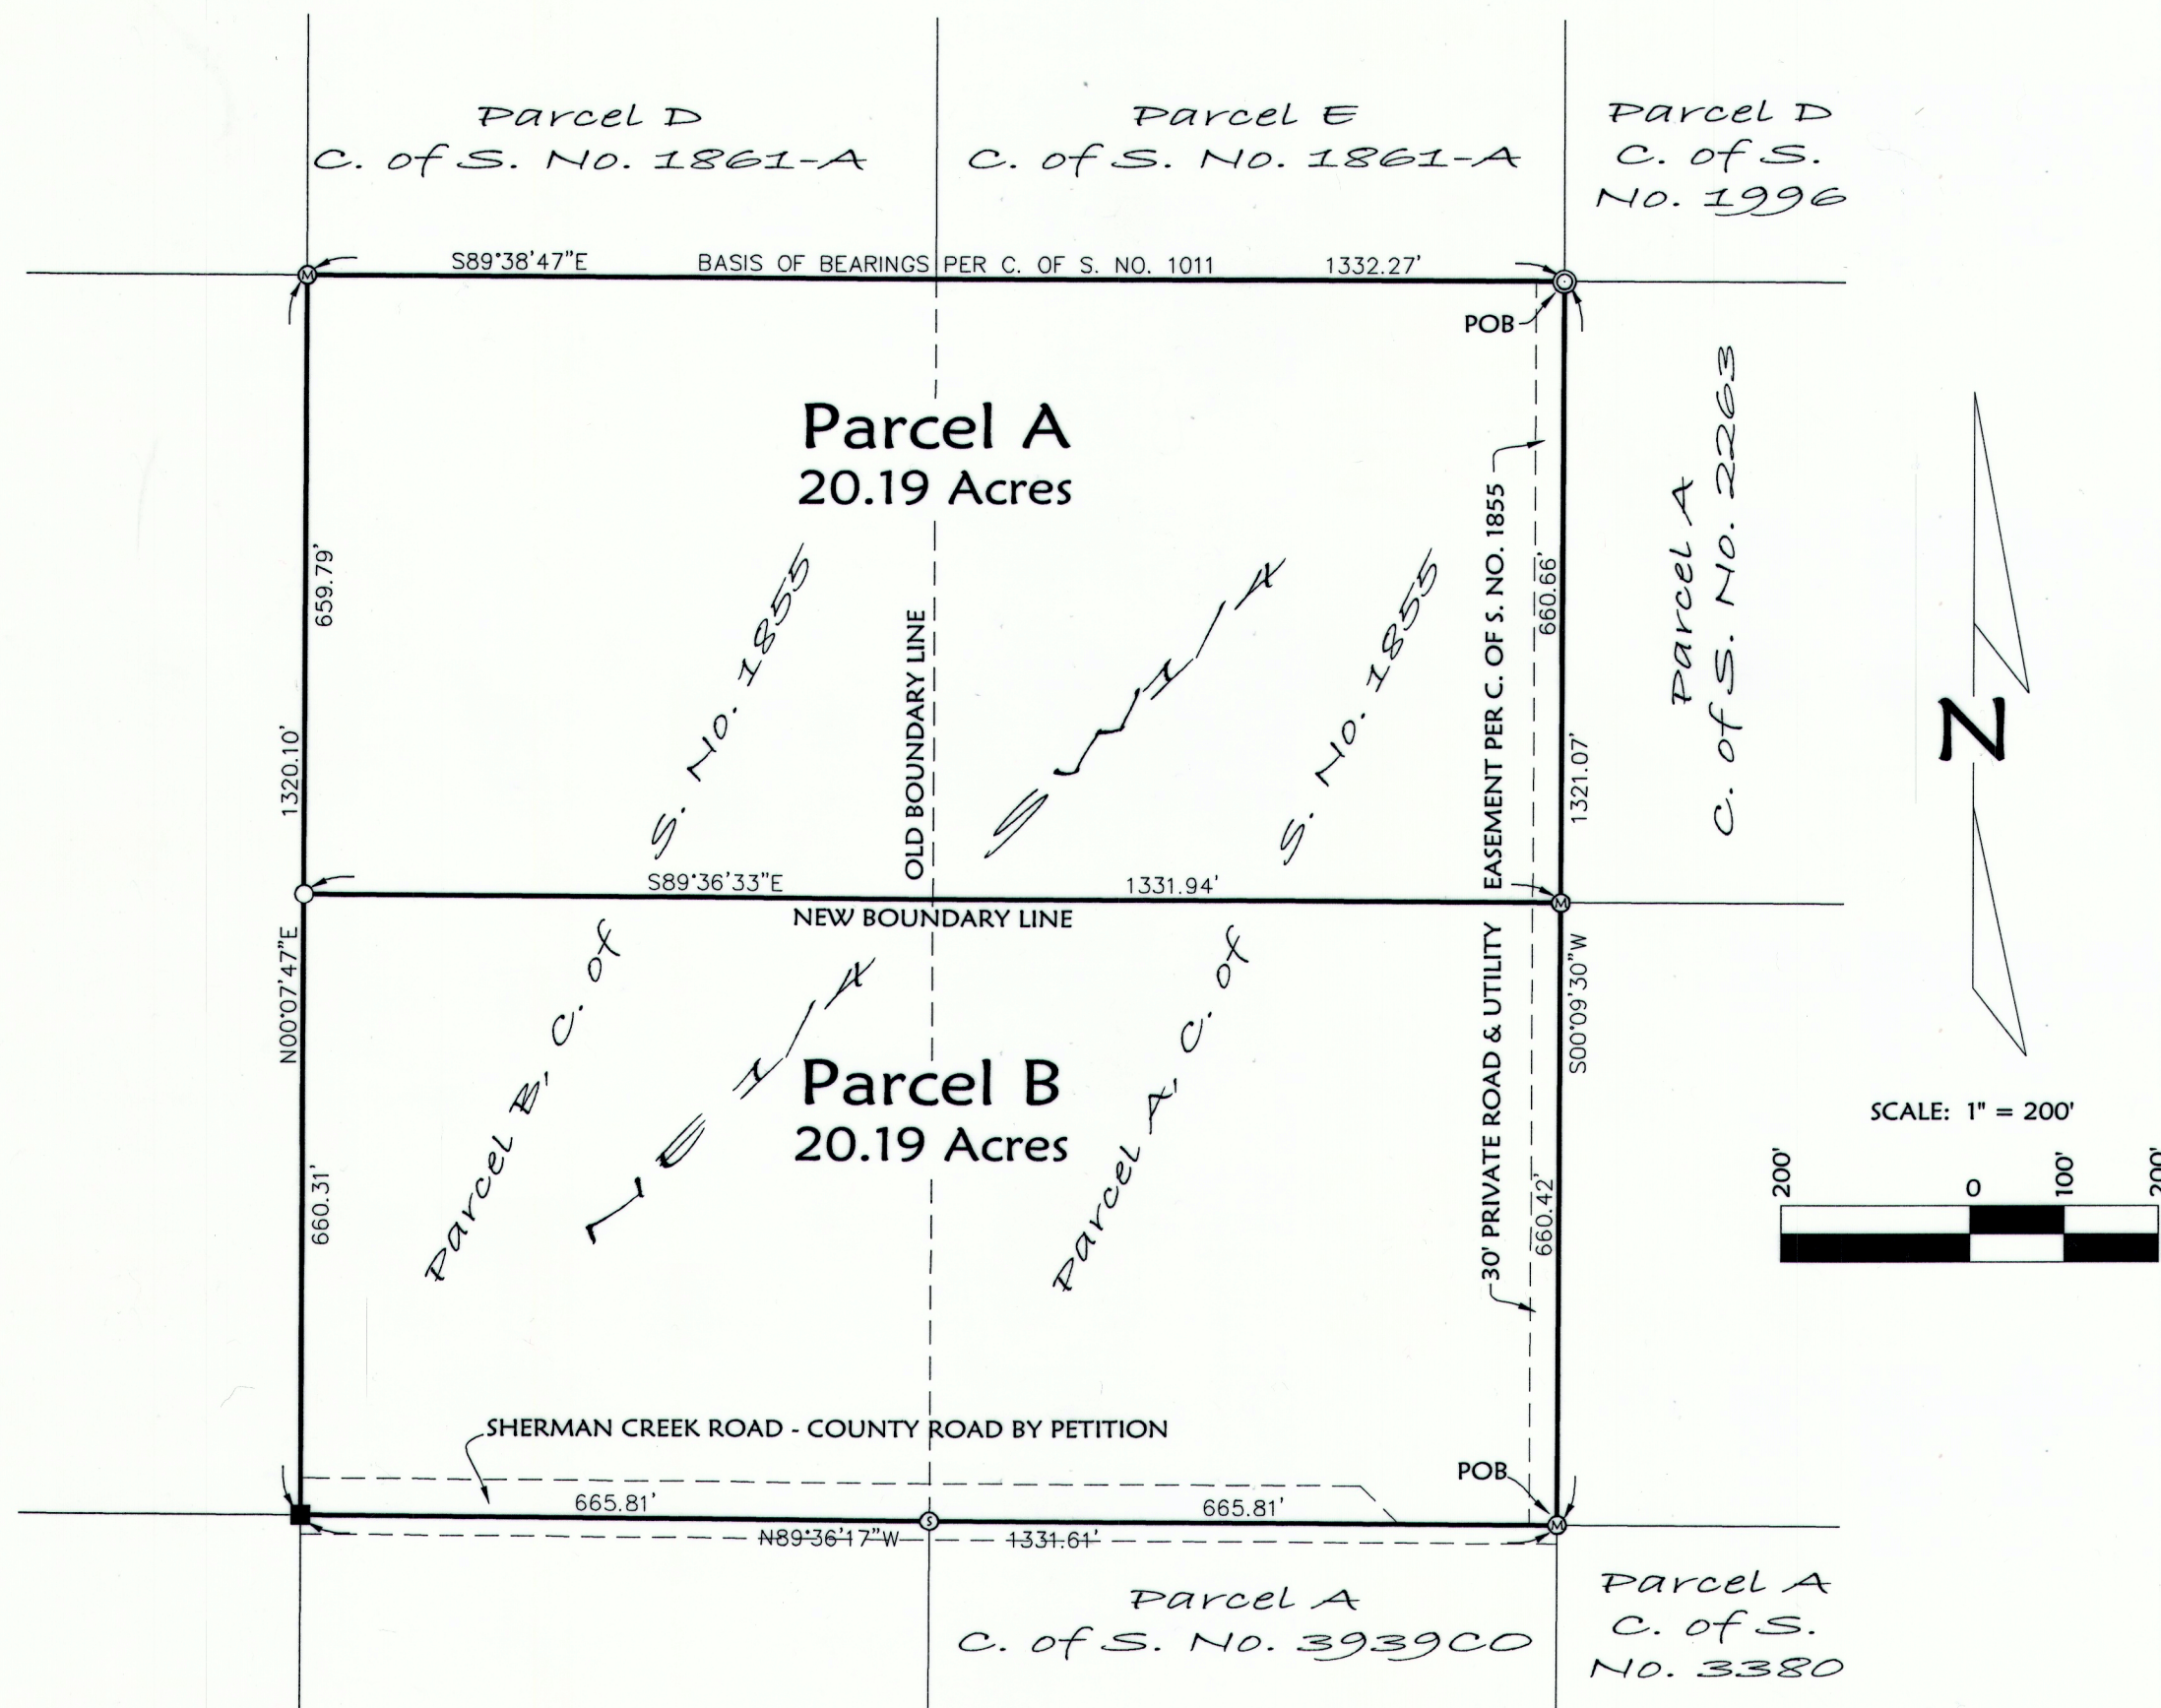 Parcel D
C. of S. No. 1861-A
Parcel E
C. of S. No. 1861-A
Parcel D
C. of S.
No. 1996
S89°38'47"E
BASIS OF BEARINGS PER C. OF S. NO. 1011
1332.27'
POB
Parcel A
20.19 Acres
659.79'
1320.10'
N00°07'47"E
660.31'
OLD BOUNDARY LINE
Parcel B, C. of S. No. 1855
Parcel A, C. of S. No. 1855
30' PRIVATE ROAD & UTILITY EASEMENT PER C. OF S. NO. 1855
660.66'
1321.07'
S00°09'30"W
660.42'
Parcel A
C. of S. No. 2263
N
S89°36'33"E
1331.94'
NEW BOUNDARY LINE
Parcel B
20.19 Acres
SCALE: 1" = 200'
200'
0
100'
200'
SHERMAN CREEK ROAD - COUNTY ROAD BY PETITION
POB
665.81'
665.81'
N89°36'17"W
1331.61'
M
M
M
S
Parcel A
C. of S. No. 3939CO
Parcel A
C. of S.
No. 3380